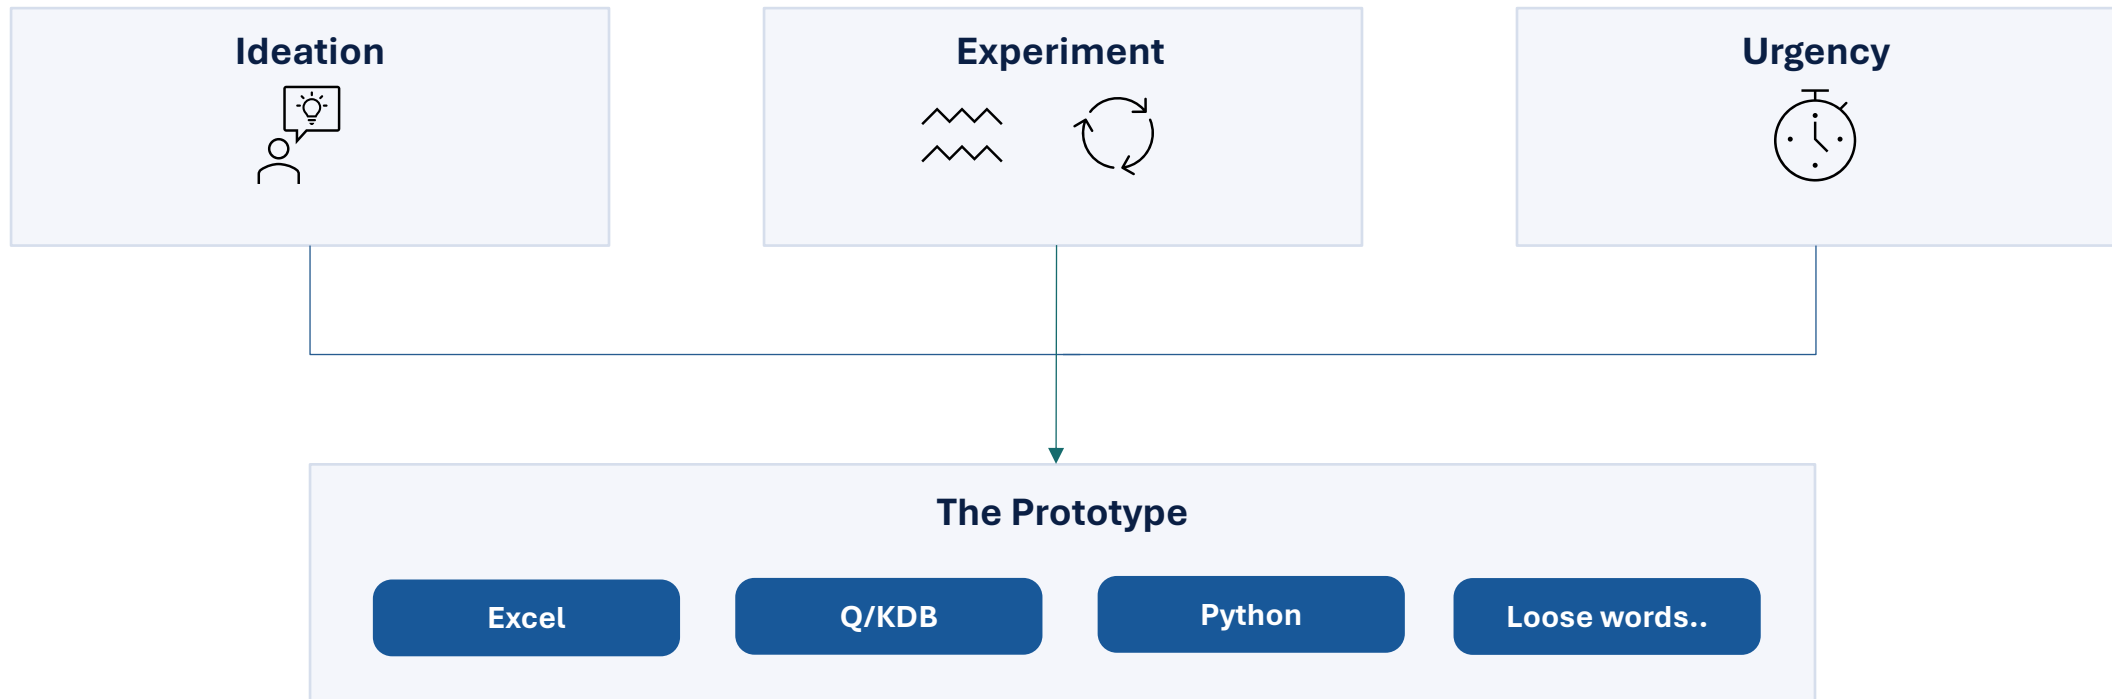 Ideation
Experiment
Urgency
The Prototype
Excel
Q/KDB
Python
Loose words..